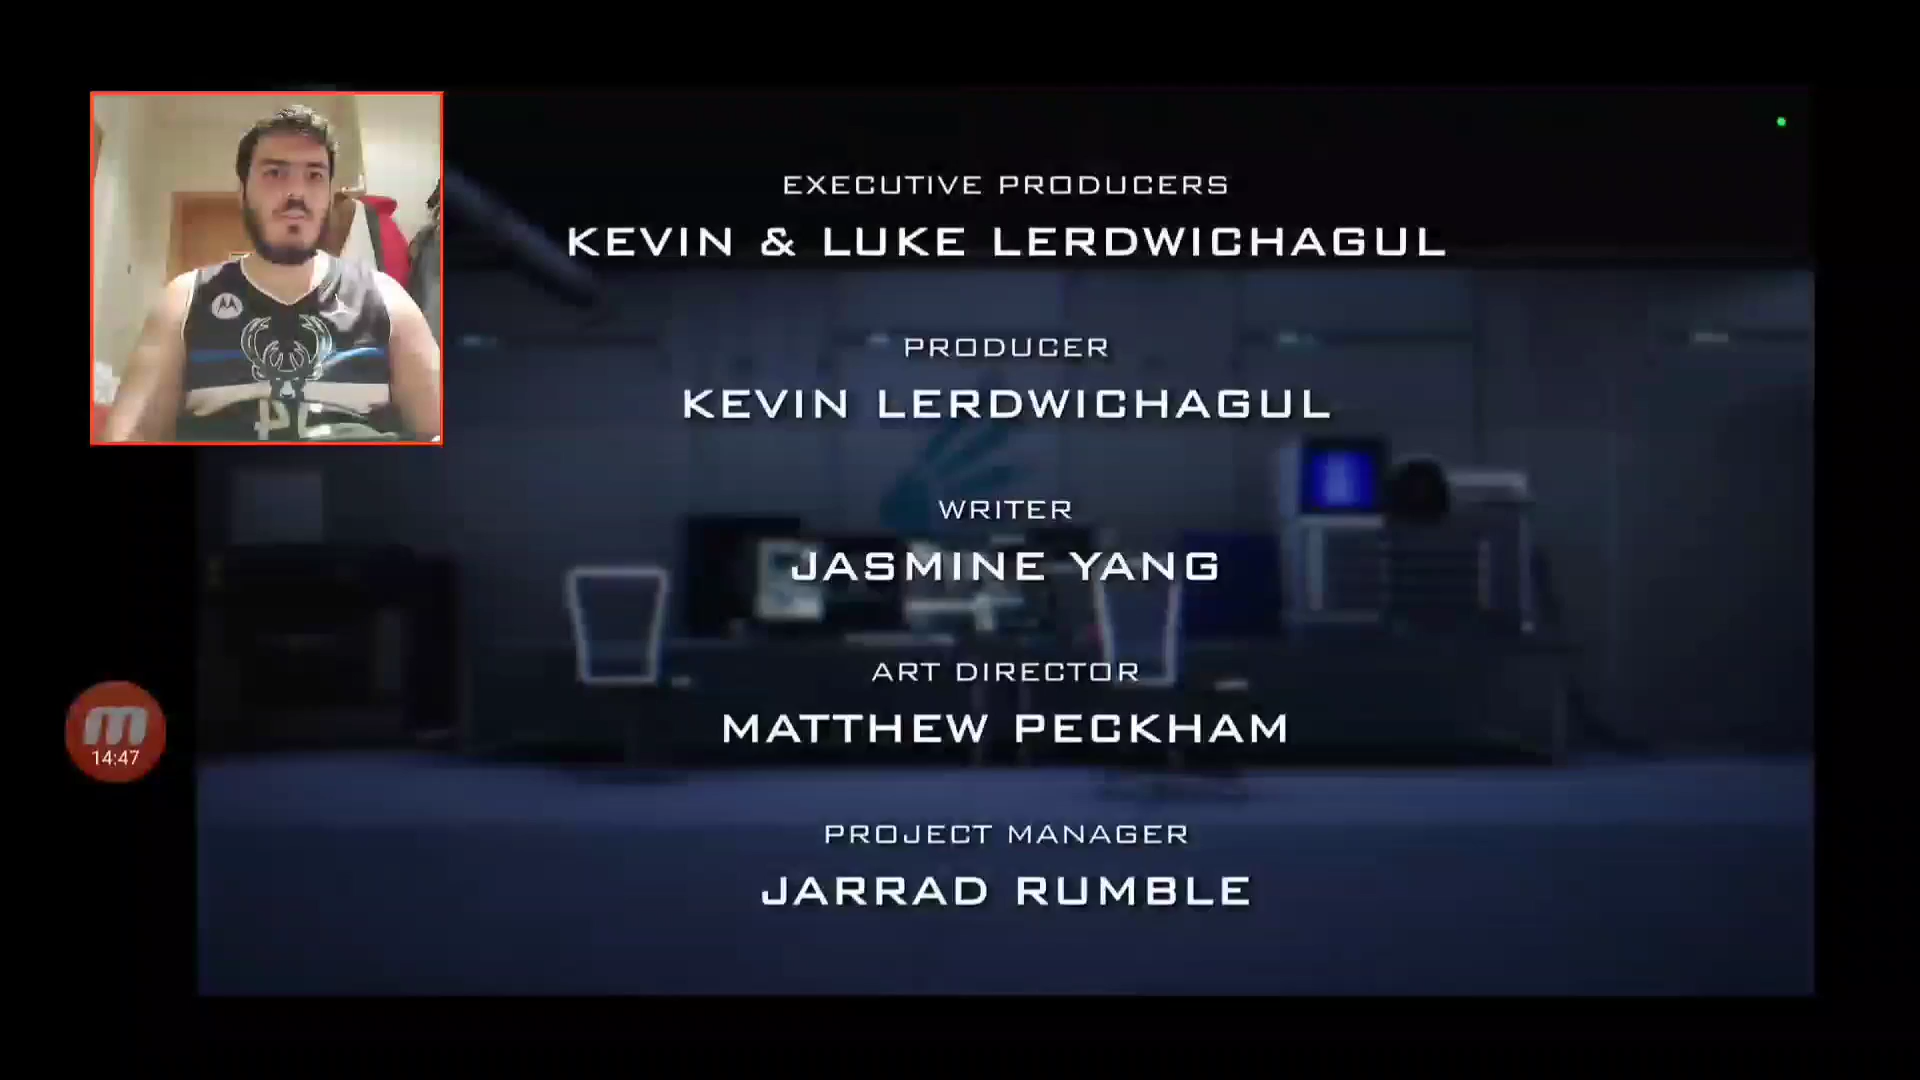 EXECUTIVE PRODUCERS
KEVIN & LUKE LERDWICHAGUL
PRODUCER
KEVIN LERDWICHAGUL
WRITER
JASMINE YANG
ART DIRECTOR
MATTHEW PECKHAM
PROJECT MANAGER
JARRAD RUMBLE
14:47